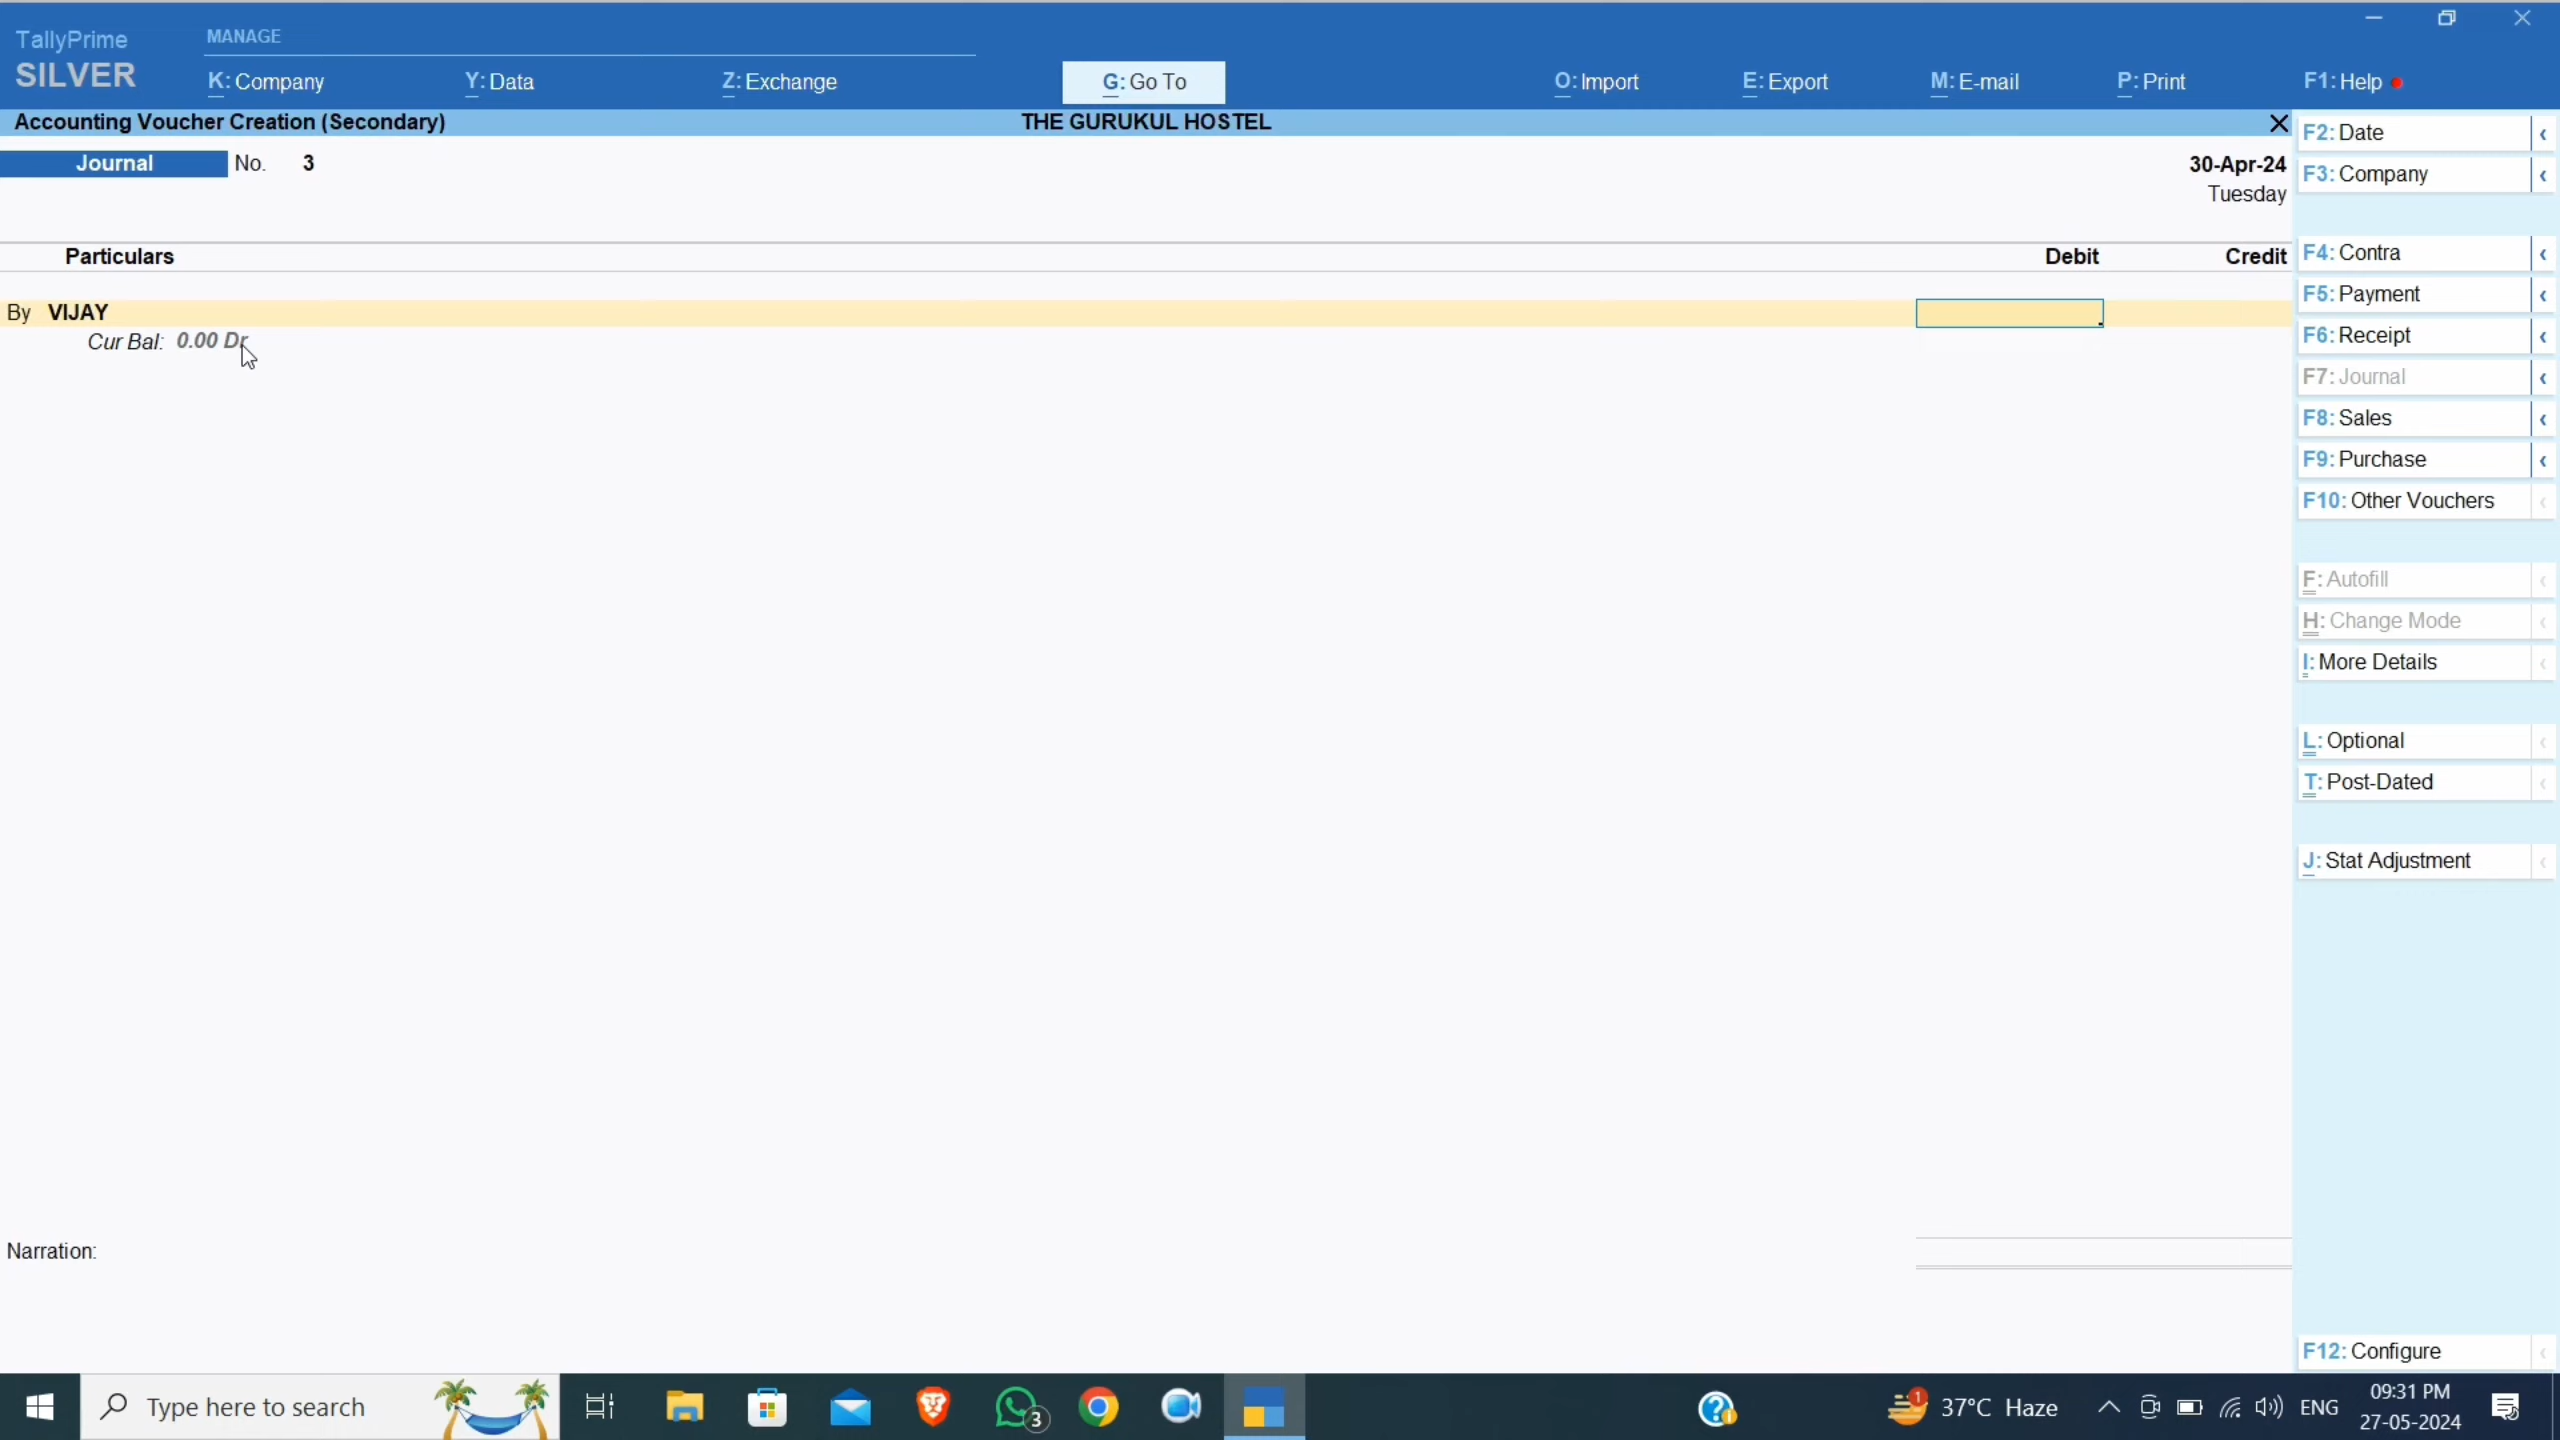 TallyPrime
SILVER
MANAGE
K: Company
Y: Data
Z: Exchange
G: Go To
O: Import
E: Export
M: E-mail
P: Print
F1: Help
Accounting Voucher Creation (Secondary)
THE GURUKUL HOSTEL
Journal No. 3
30-Apr-24
Tuesday
Particulars Debit Credit
By VIJAY
Cur Bal: 0.00 Dr
Narration:
F2: Date
F3: Company
F4: Contra
F5: Payment
F6: Receipt
F7: Journal
F8: Sales
F9: Purchase
F10: Other Vouchers
F: Autofill
H: Change Mode
I: More Details
L: Optional
T: Post-Dated
J: Stat Adjustment
F12: Configure
Type here to search
3
1
37°C Haze
ENG
09:31 PM
27-05-2024